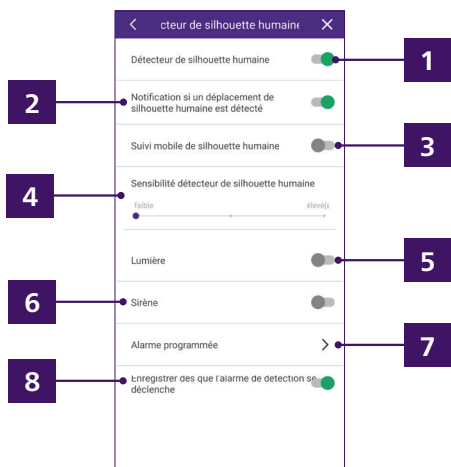 cteur de silhouette humaine
Détecteur de silhouette humaine
1
2
Notification si un déplacement de
silhouette humaine est détecté
Suivi mobile de silhouette humaine
3
4
Sensibilité détecteur de silhouette humaine
faible
élevé(e
Lumière
5
6
Sirène
Alarme programmée
7
8
Enregistrer dès que l'alarme de détection se
déclenche